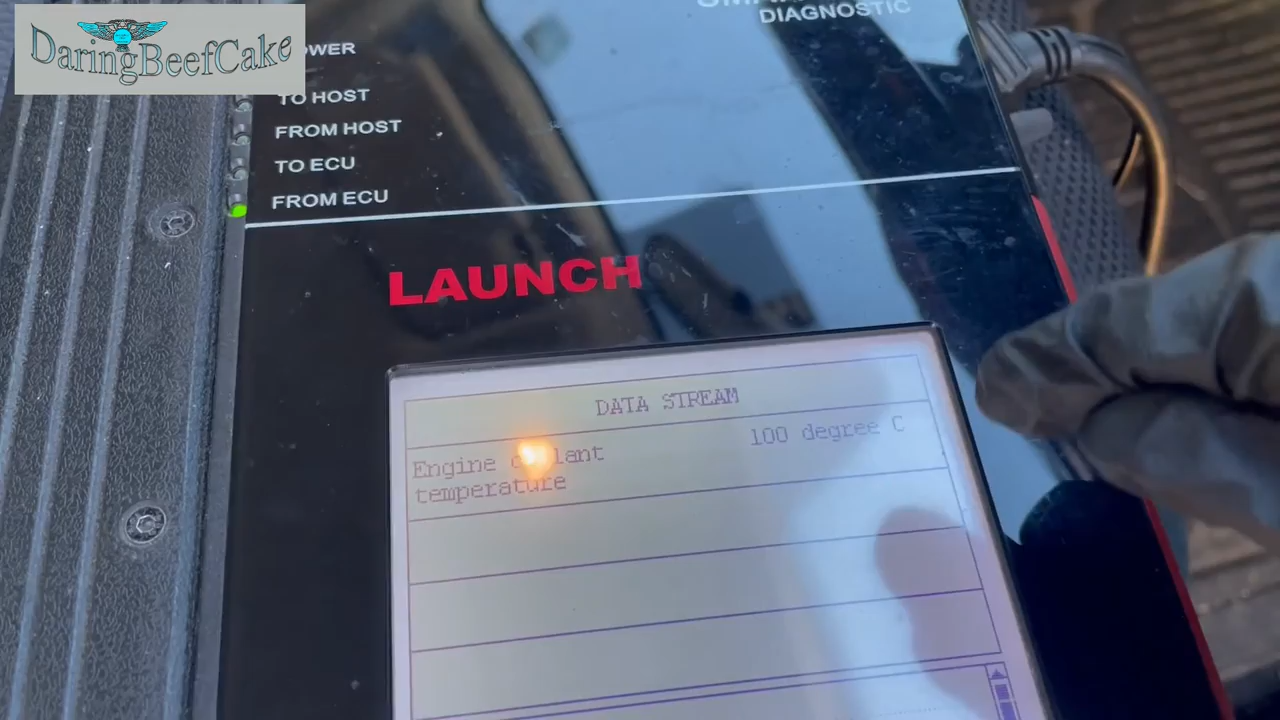 DaringBeefCake
DIAGNOSTIC
TO HOST
FROM HOST
TO ECU
FROM ECU
LAUNCH
DATA STREAM
Engine coolant 100 degree C
temperature